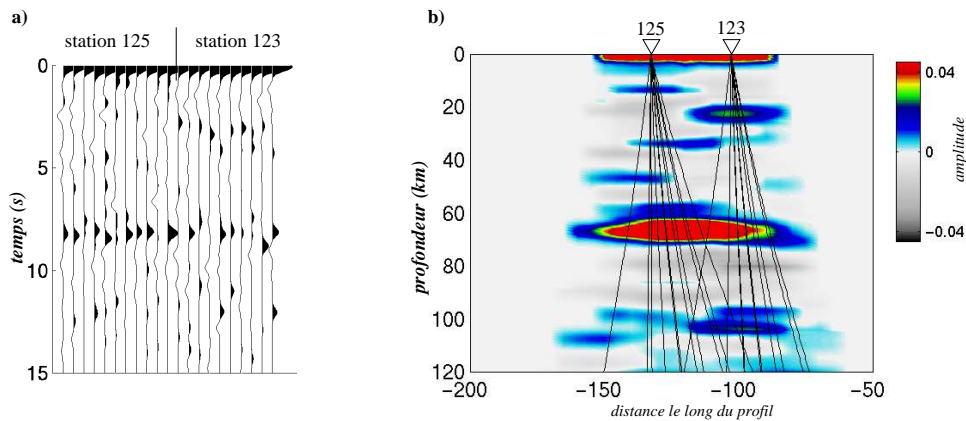 a)
station 125
station 123
0
5
10
15
temps (s)
b)
125
123
0
20
40
60
80
100
120
profondeur (km)
−200
−150
−100
−50
distance le long du profil
0.04
0
−0.04
amplitude